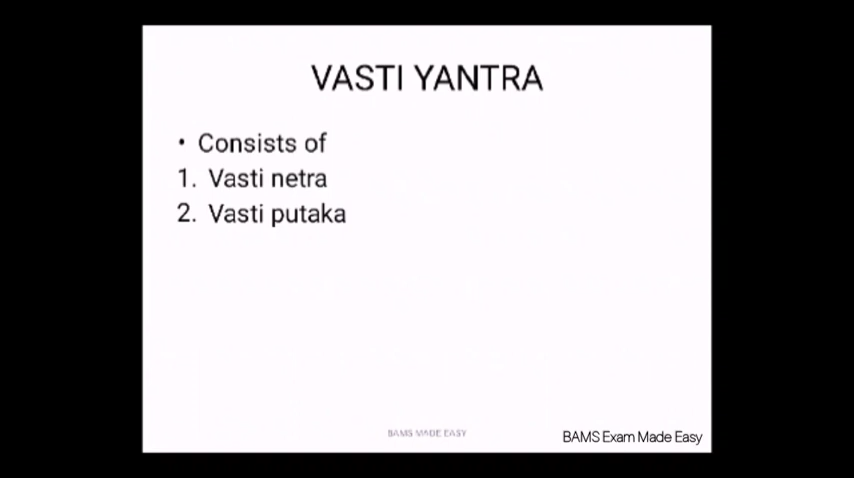 VASTI YANTRA
• Consists of
1. Vasti netra
2. Vasti putaka
BAMS MADE EASY
BAMS Exam Made Easy